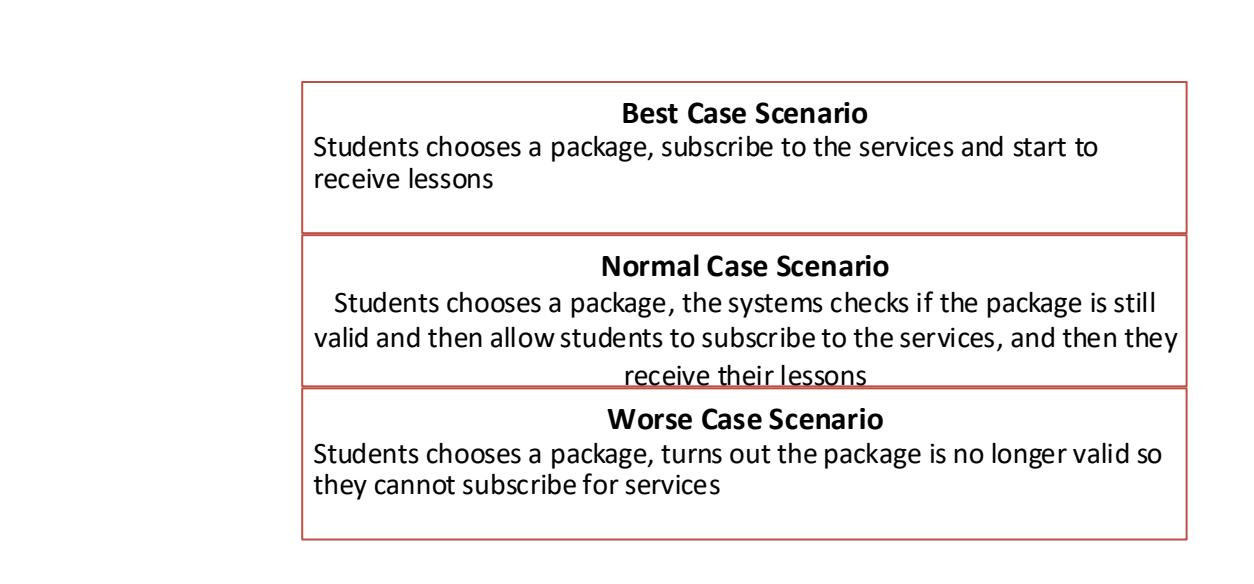 Best Case Scenario
Students chooses a package, subscribe to the services and start to
receive lessons
Normal Case Scenario
Students chooses a package, the systems checks if the package is still
valid and then allow students to subscribe to the services, and then they
receive their lessons
Worse Case Scenario
Students chooses a package, turns out the package is no longer valid so
they cannot subscribe for services